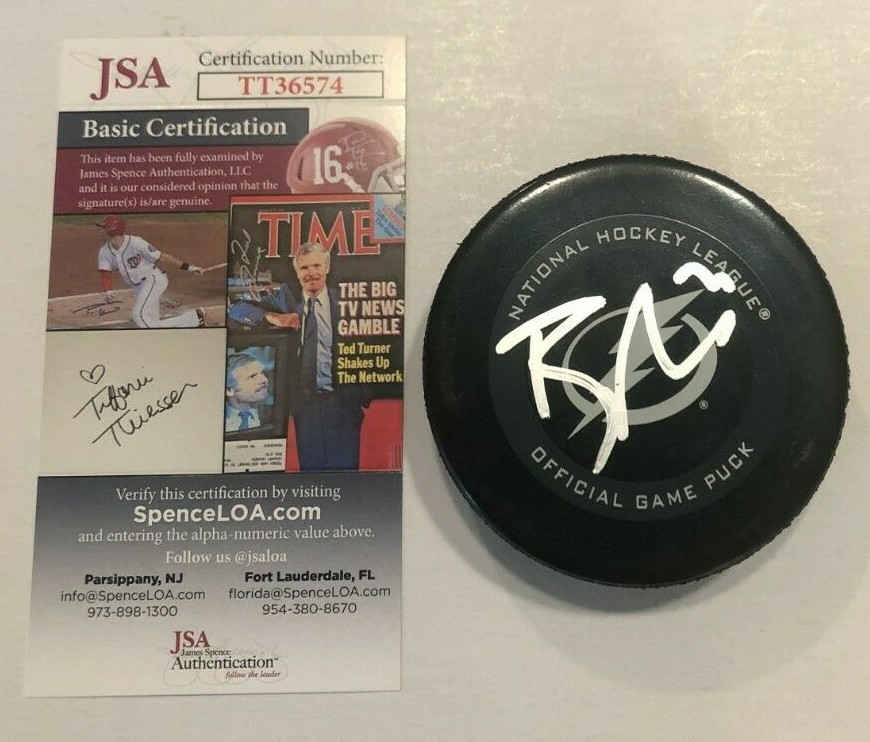 JSA
Certification Number:
TT36574
Basic Certification
This item has been fully examined by
James Spence Authentication, LLC
and it is our considered opinion that the
signature(s) is/are genuine.
16
TIME
THE BIG
TV NEWS
GAMBLE
Ted Turner
Shakes Up
The Network
Tiffani
Thiessen
Verify this certification by visiting
SpenceLOA.com
and entering the alpha-numeric value above.
Follow us @jsaloa
Parsippany, NJ
info@SpenceLOA.com
973-898-1300
Fort Lauderdale, FL
florida@SpenceLOA.com
954-380-8670
JSA
James Spence
Authentication™
follow the leader
NATIONAL HOCKEY LEAGUE®
®
OFFICIAL GAME PUCK